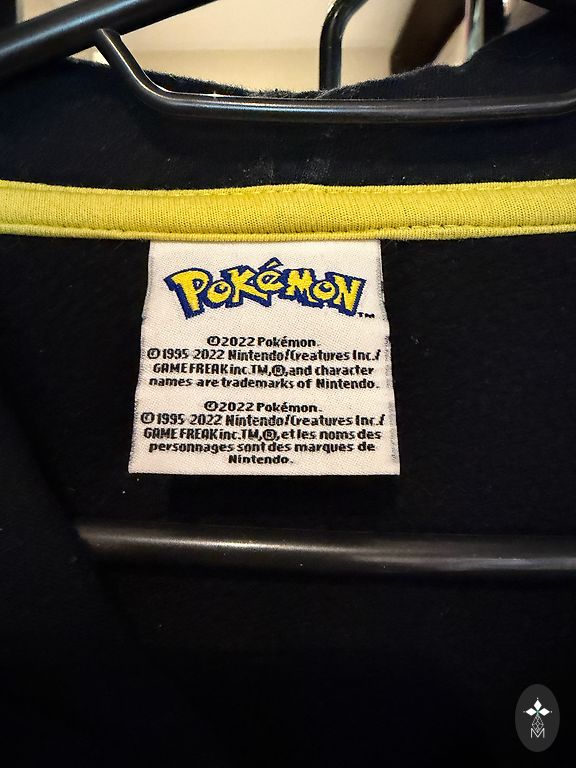 POKéMON™
©2022 Pokémon.
©1995-2022 Nintendo/Creatures Inc./
GAME FREAK inc.TM,®,and character
names are trademarks of Nintendo.
©2022 Pokémon.
©1995-2022 Nintendo/Creatures Inc./
GAME FREAK inc.TM,®,et les noms des
personnages sont des marques de
Nintendo.
M